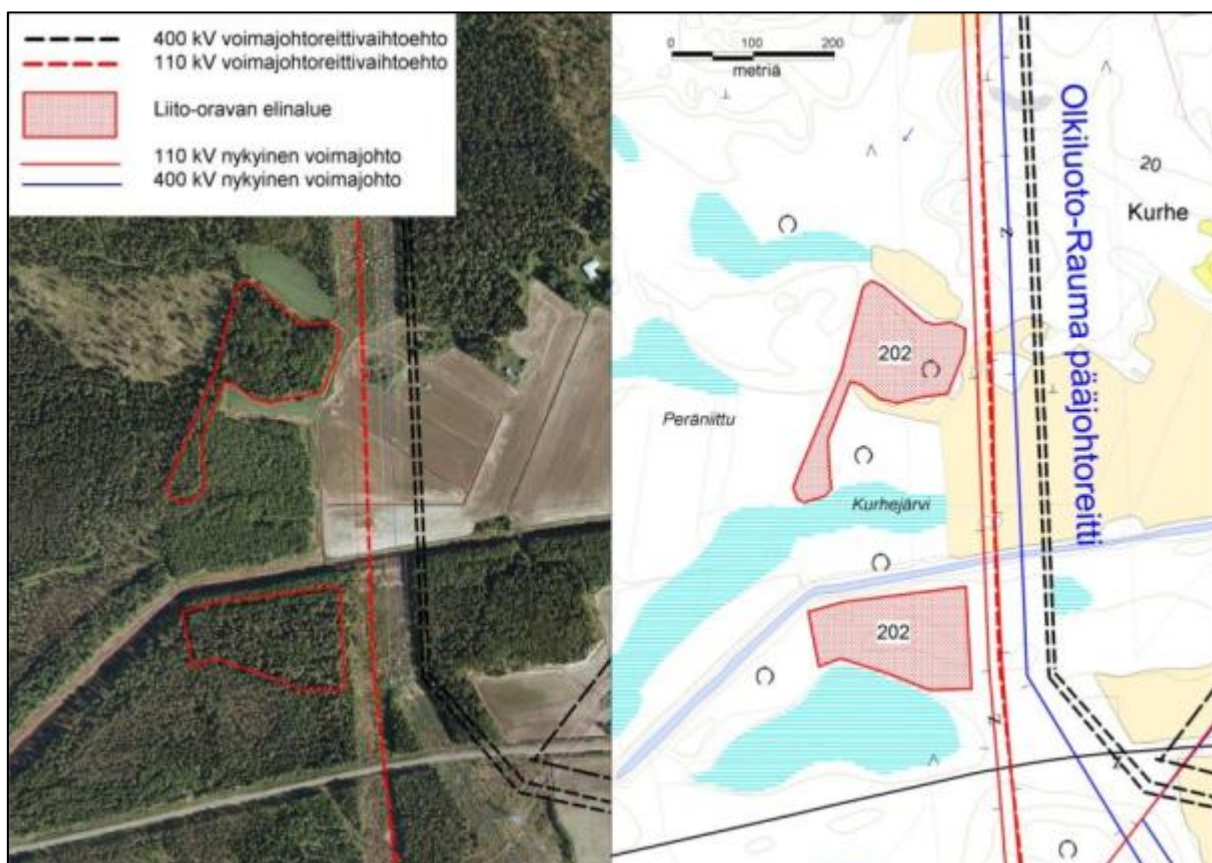 400 kV voimajohtoreittivaihtoehto
110 kV voimajohtoreittivaihtoehto
Liito-oravan elinalue
110 kV nykyinen voimajohto
400 kV nykyinen voimajohto
0 100 200
metriä
Olkiluoto-Rauma pääjohtoreitti
20
Kurhe
202
Peräniittu
Kurhejärvi
202
Z
Z